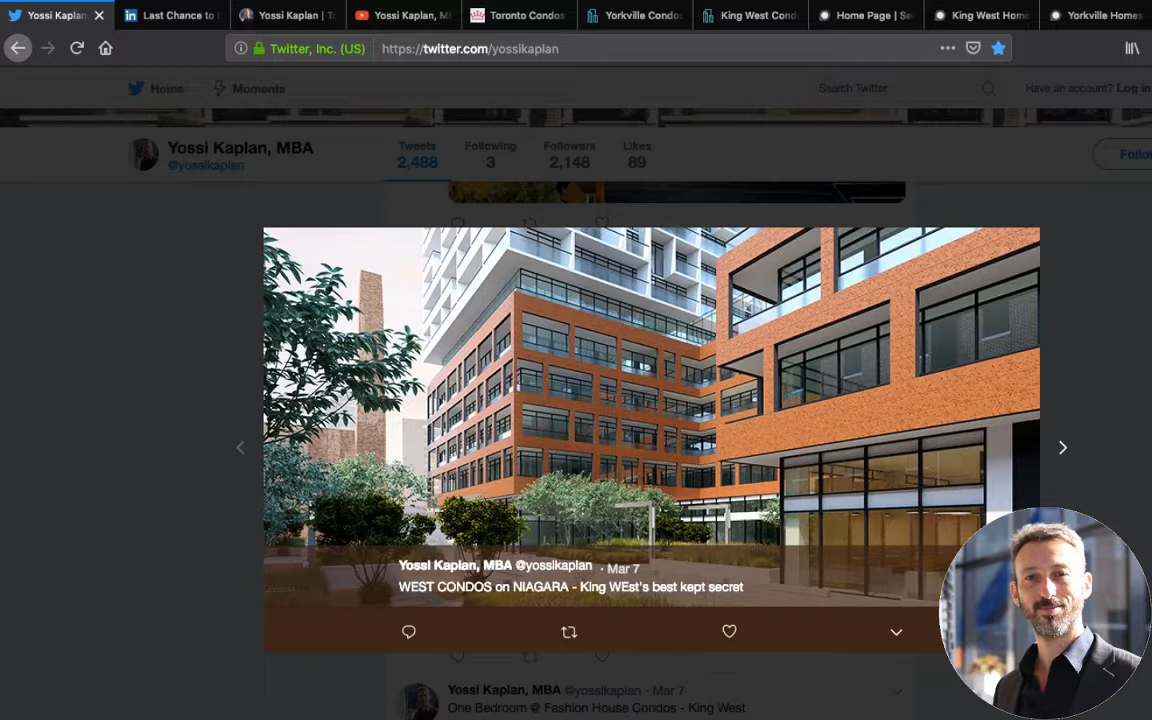 Yossi Kaplan,
Last Chance to
Yossi Kaplan | T
Yossi Kaplan, M
Toronto Condos
Yorkville Condos
King West Cond
Home Page | Se
King West Home
Yorkville Homes
Twitter, Inc. (US)
https://twitter.com/yossikaplan
Home
Moments
Search Twitter
Have an account? Log in
Yossi Kaplan, MBA
@yossikaplan
Tweets
2,488
Following
3
Followers
2,148
Likes
89
Follo
Yossi Kaplan, MBA @yossikaplan · Mar 7
WEST CONDOS on NIAGARA - King WEst's best kept secret
Yossi Kaplan, MBA @yossikaplan · Mar 7
One Bedroom @ Fashion House Condos - King West